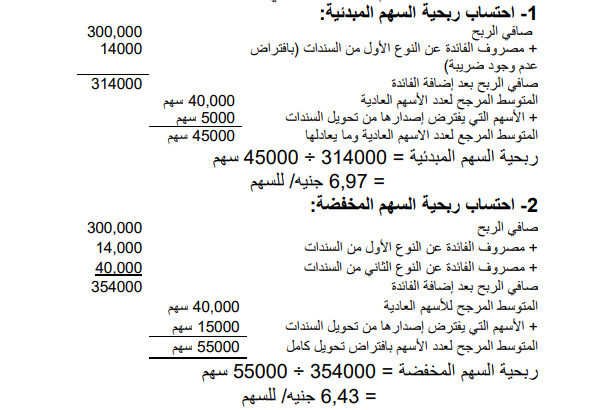 1- احتساب ربحية السهم المبدئية:
صافي الربح 300,000
+ مصروف الفائدة عن النوع الأول من السندات (بافتراض 14000
عدم وجود ضريبة)
صافي الربح بعد إضافة الفائدة 314000
المتوسط المرجح لعدد الأسهم العادية 40,000 سهم
+ الأسهم التي يفترض إصدارها من تحويل السندات 5000 سهم
المتوسط المرجع لعدد الاسهم العادية وما يعادلها 45000 سهم
ربحية السهم المبدئية = 314000 ÷ 45000 سهم
= 6,97 جنيه/ للسهم
2- احتساب ربحية السهم المخفضة:
صافي الربح 300,000
+ مصروف الفائدة عن النوع الأول من السندات 14,000
+ مصروف الفائدة عن النوع الثاني من السندات 40,000
صافي الربح بعد إضافة الفائدة 354000
المتوسط المرجح للأسهم العادية 40,000 سهم
+ الأسهم التي يفترض إصدارها من تحويل السندات 15000 سهم
المتوسط المرجح لعدد الأسهم بافتراض تحويل كامل 55000 سهم
ربحية السهم المخفضة = 354000 ÷ 55000 سهم
= 6,43 جنيه/ للسهم